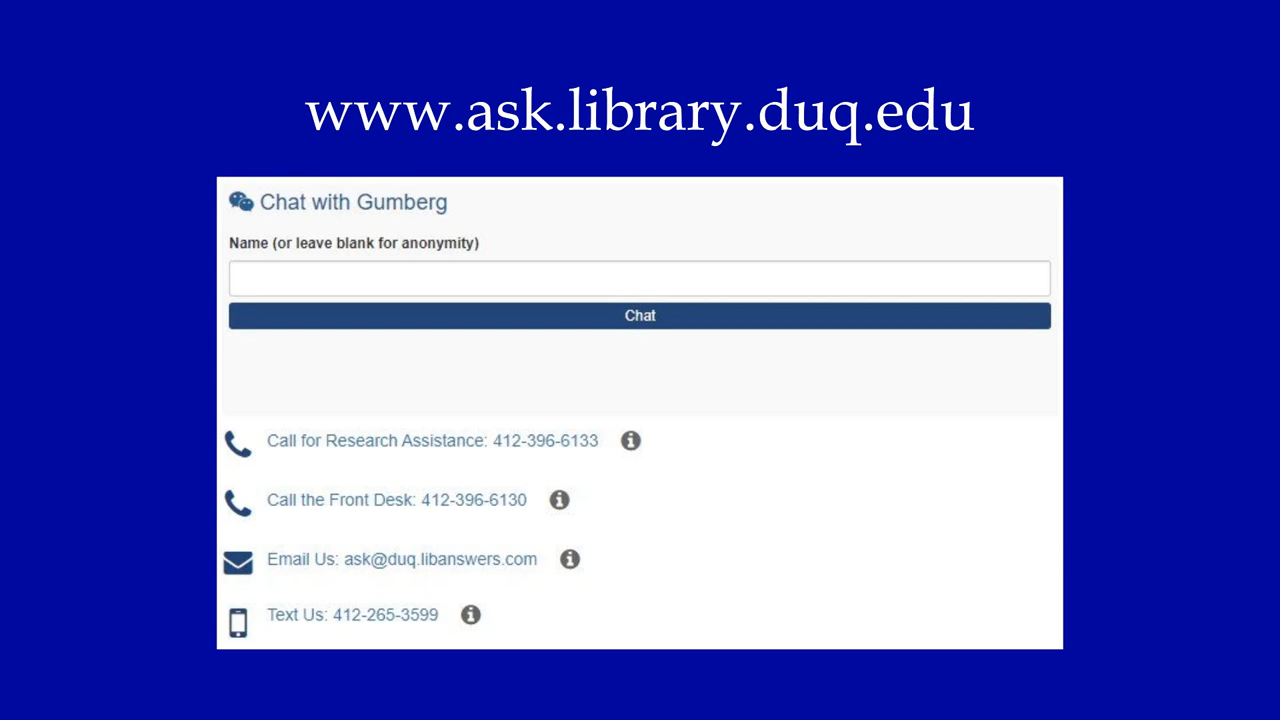 www.ask.library.duq.edu
Chat with Gumberg
Name (or leave blank for anonymity)
Chat
Call for Research Assistance: 412-396-6133
Call the Front Desk: 412-396-6130
Email Us: ask@duq.libanswers.com
Text Us: 412-265-3599